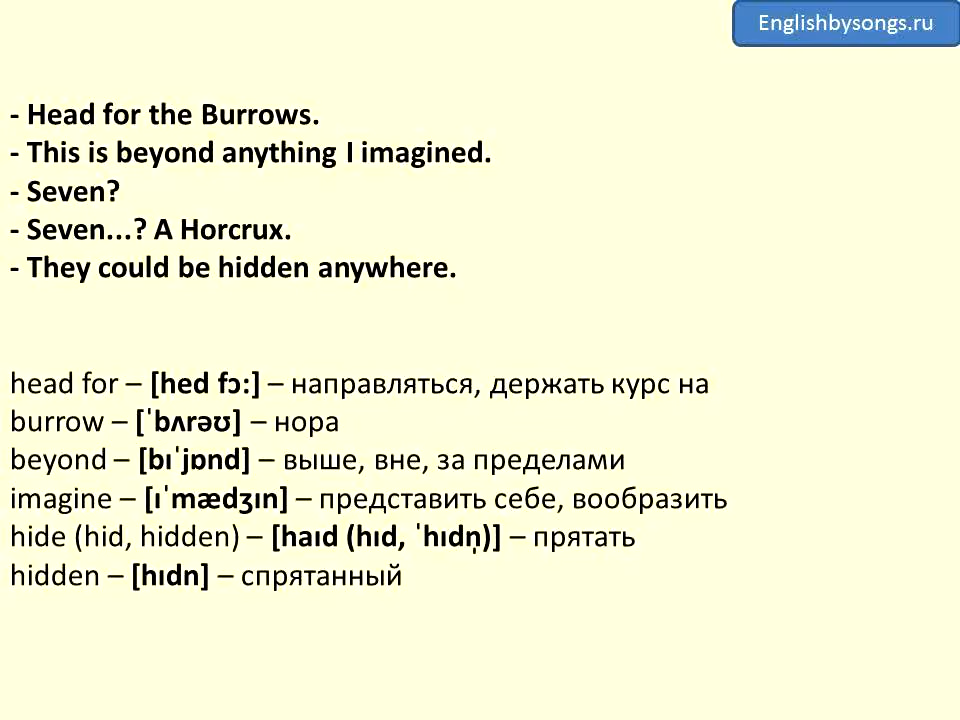 Englishbysongs.ru
- Head for the Burrows.
- This is beyond anything I imagined.
- Seven?
- Seven...? A Horcrux.
- They could be hidden anywhere.
head for – [hed fɔ:] – направляться, держать курс на
burrow – [ˈbʌrəʊ] – нора
beyond – [bɪˈjɒnd] – выше, вне, за пределами
imagine – [ɪˈmædʒɪn] – представить себе, вообразить
hide (hid, hidden) – [haɪd (hɪd, ˈhɪdn̩)] – прятать
hidden – [hɪdn] – спрятанный